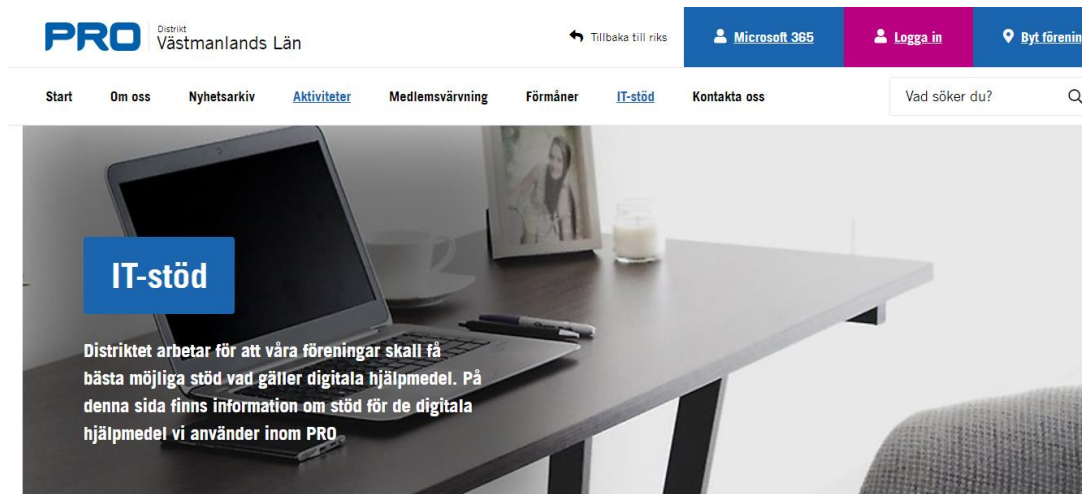 PRO
Distrikt
Västmanlands Län
Tillbaka till riks
Microsoft 365
Logga in
Byt förenin
Start
Om oss
Nyhetsarkiv
Aktiviteter
Medlemsvärvning
Förmåner
IT-stöd
Kontakta oss
Vad söker du?
IT-stöd
Distriktet arbetar för att våra föreningar skall få
bästa möjliga stöd vad gäller digitala hjälpmedel. På
denna sida finns information om stöd för de digitala
hjälpmedel vi använder inom PRO